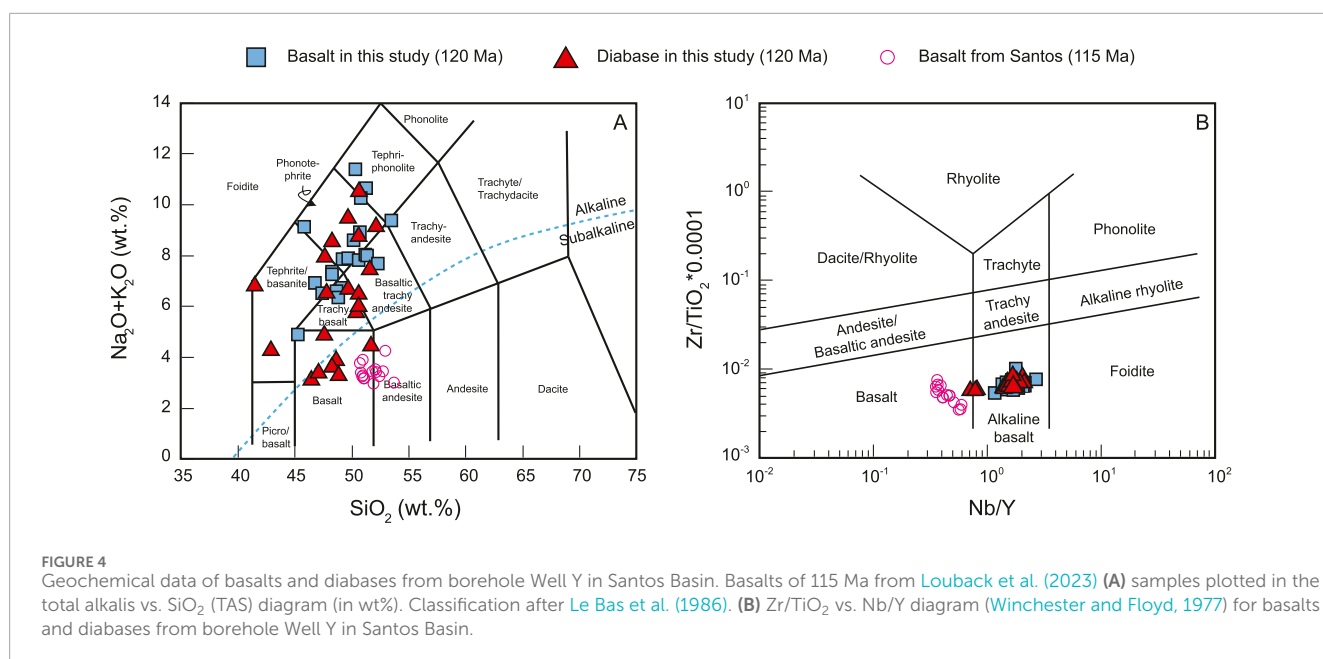 Basalt in this study (120 Ma) Diabase in this study (120 Ma) Basalt from Santos (115 Ma)
A
14
12
10
8
6
4
2
0
Na2O+K2O (wt.%)
Phonolite
Phonote-
phrite
Tephri-
phonolite
Foidite
Trachyte/
Trachydacite
Alkaline
Subalkaline
Trachy-
andesite
Tephrite/
basanite
Basaltic
trachy
andesite
Trachy
basalt
Basalt
Basaltic
andesite
Andesite
Dacite
Picro/
basalt
35 40 45 50 55 60 65 70 75
SiO2 (wt.%)
B
10^1
10^0
10^-1
10^-2
10^-3
Zr/TiO2*0.0001
Rhyolite
Phonolite
Dacite/Rhyolite
Trachyte
Alkaline rhyolite
Trachy
andesite
Andesite/
Basaltic andesite
Basalt
Foidite
Alkaline
basalt
10^-2 10^-1 10^0 10^1 10^2
Nb/Y
FIGURE 4
Geochemical data of basalts and diabases from borehole Well Y in Santos Basin. Basalts of 115 Ma from Louback et al. (2023) (A) samples plotted in the
total alkalis vs. SiO2 (TAS) diagram (in wt%). Classification after Le Bas et al. (1986). (B) Zr/TiO2 vs. Nb/Y diagram (Winchester and Floyd, 1977) for basalts
and diabases from borehole Well Y in Santos Basin.